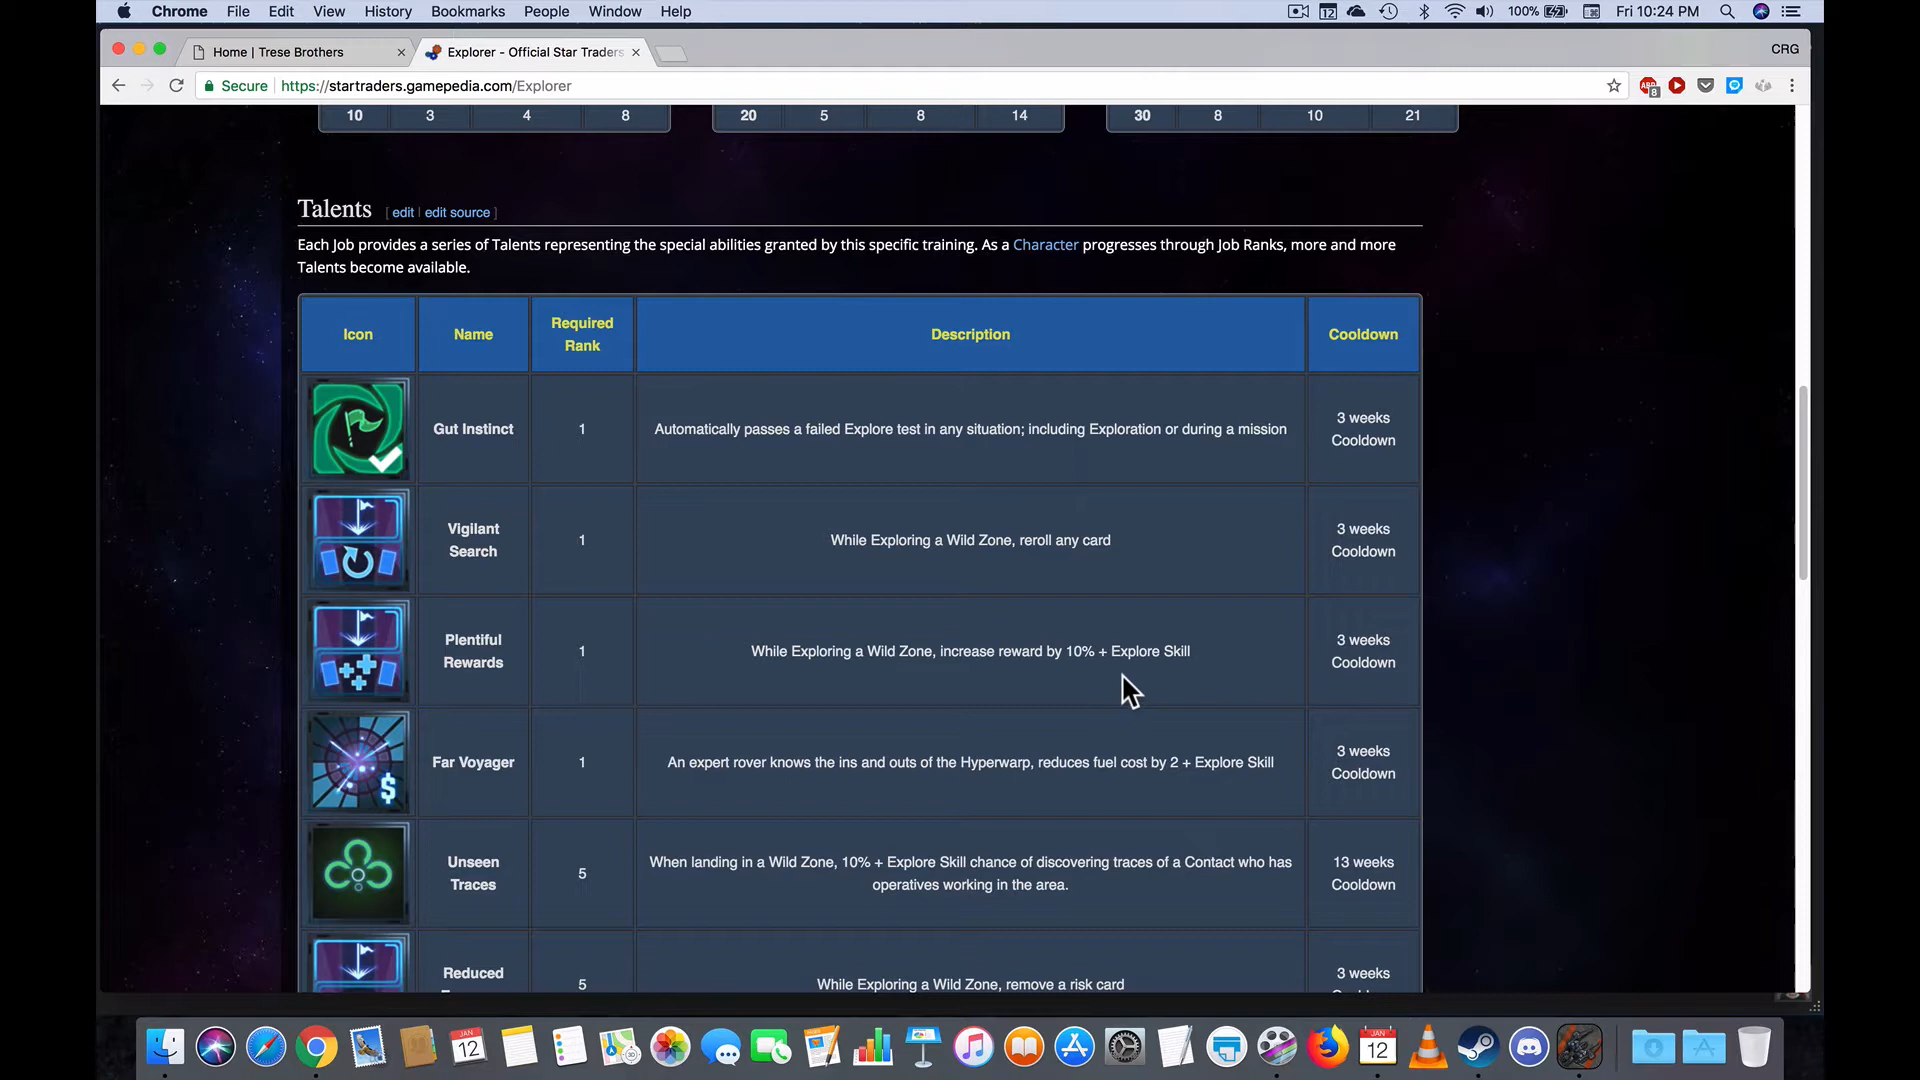 Chrome File Edit View History Bookmarks People Window Help
12 100% Fri 10:24 PM
Home | Trese Brothers
Explorer - Official Star Traders
CRG
Secure https://startraders.gamepedia.com/Explorer
ABP 8
10 3 4 8 20 5 8 14 30 8 10 21
Talents [ edit | edit source ]
Each Job provides a series of Talents representing the special abilities granted by this specific training. As a Character progresses through Job Ranks, more and more
Talents become available.
Icon Name Required Rank Description Cooldown
Gut Instinct 1 Automatically passes a failed Explore test in any situation; including Exploration or during a mission 3 weeks Cooldown
Vigilant Search 1 While Exploring a Wild Zone, reroll any card 3 weeks Cooldown
Plentiful Rewards 1 While Exploring a Wild Zone, increase reward by 10% + Explore Skill 3 weeks Cooldown
$
Far Voyager 1 An expert rover knows the ins and outs of the Hyperwarp, reduces fuel cost by 2 + Explore Skill 3 weeks Cooldown
Unseen Traces 5 When landing in a Wild Zone, 10% + Explore Skill chance of discovering traces of a Contact who has operatives working in the area. 13 weeks Cooldown
Reduced 5 While Exploring a Wild Zone, remove a risk card 3 weeks
JAN 12 JAN 12